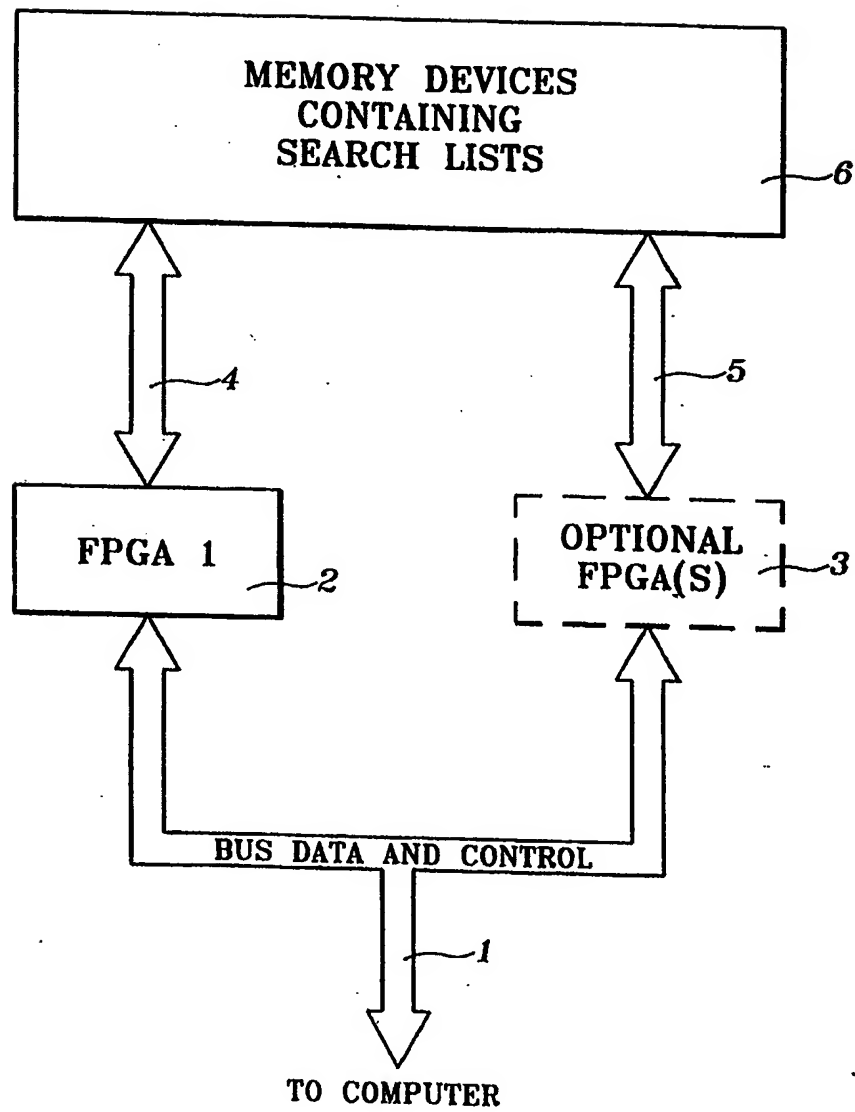 MEMORY DEVICES
CONTAINING
SEARCH LISTS
6
4
5
FPGA 1
2
OPTIONAL
FPGA(S)
3
BUS DATA AND CONTROL
1
TO COMPUTER